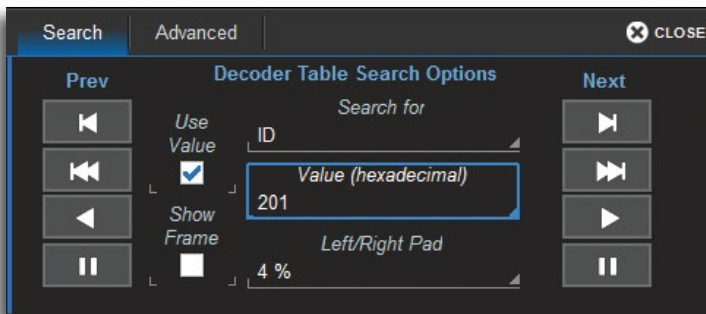 Search Advanced CLOSE
Prev Decoder Table Search Options Next
Search for
Use
Value
ID
Value (hexadecimal)
201
Show
Frame
Left/Right Pad
4 %